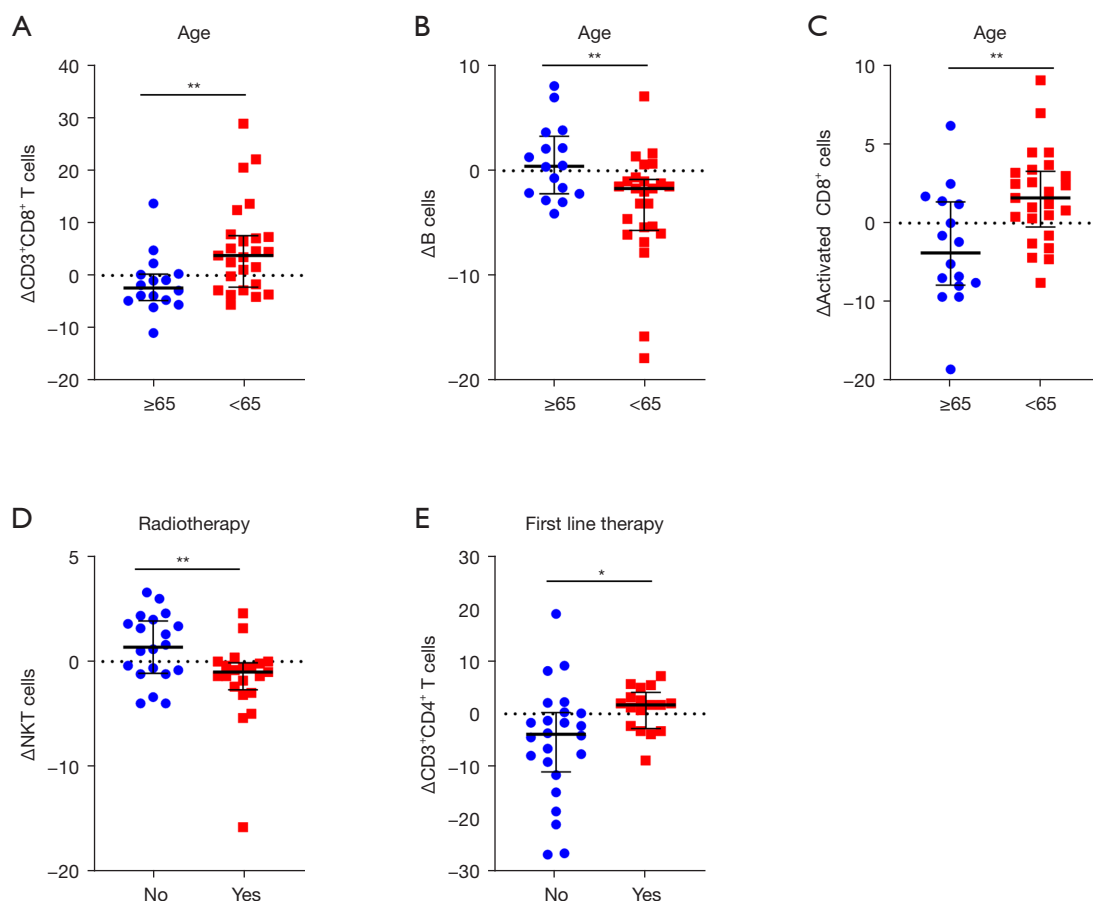 A
Age
**
40
30
20
10
0
−10
−20
ΔCD3⁺CD8⁺ T cells
≥65
<65
B
Age
**
10
0
−10
−20
ΔB cells
≥65
<65
C
Age
**
10
5
0
−10
−20
ΔActivated CD8⁺ cells
≥65
<65
D
Radiotherapy
**
5
0
−10
−20
ΔNKT cells
No
Yes
E
First line therapy
*
30
20
10
0
−10
−20
−30
ΔCD3⁺CD4⁺ T cells
No
Yes